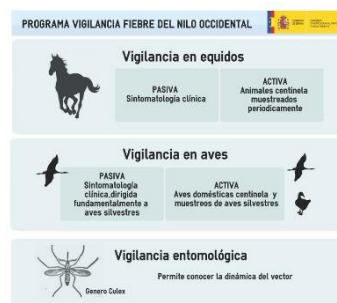 PROGRAMA VIGILANCIA FIEBRE DEL NILO OCCIDENTAL
Vigilancia en equidos
PASIVA
Sintomatología clínica
ACTIVA
Animales centinela
muestreados
periodicamente
Vigilancia en aves
PASIVA
Sintomatología
clínica,dirigida
fundamentalmente a
aves silvestres
ACTIVA
Aves domésticas centinela y
muestreos de aves silvestres
Vigilancia entomológica
Permite conocer la dinámica del vector
Genero Culex